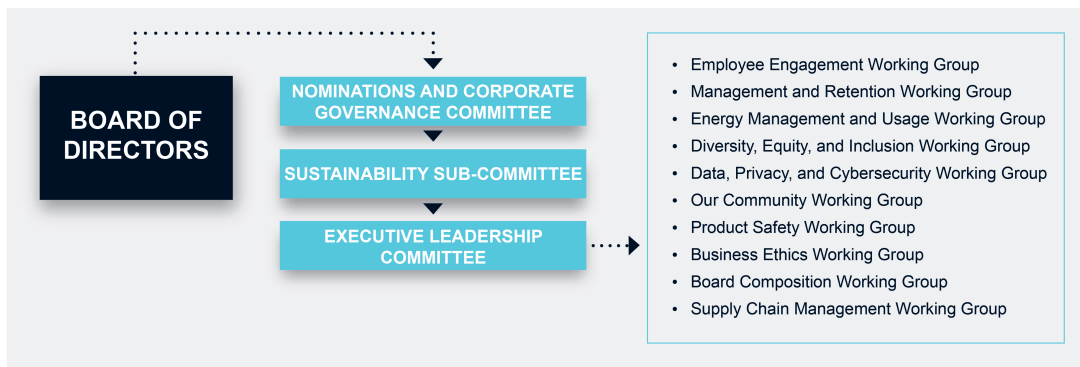 BOARD OF
DIRECTORS
NOMINATIONS AND CORPORATE
GOVERNANCE COMMITTEE
SUSTAINABILITY SUB-COMMITTEE
EXECUTIVE LEADERSHIP
COMMITTEE
• Employee Engagement Working Group
• Management and Retention Working Group
• Energy Management and Usage Working Group
• Diversity, Equity, and Inclusion Working Group
• Data, Privacy, and Cybersecurity Working Group
• Our Community Working Group
• Product Safety Working Group
• Business Ethics Working Group
• Board Composition Working Group
• Supply Chain Management Working Group